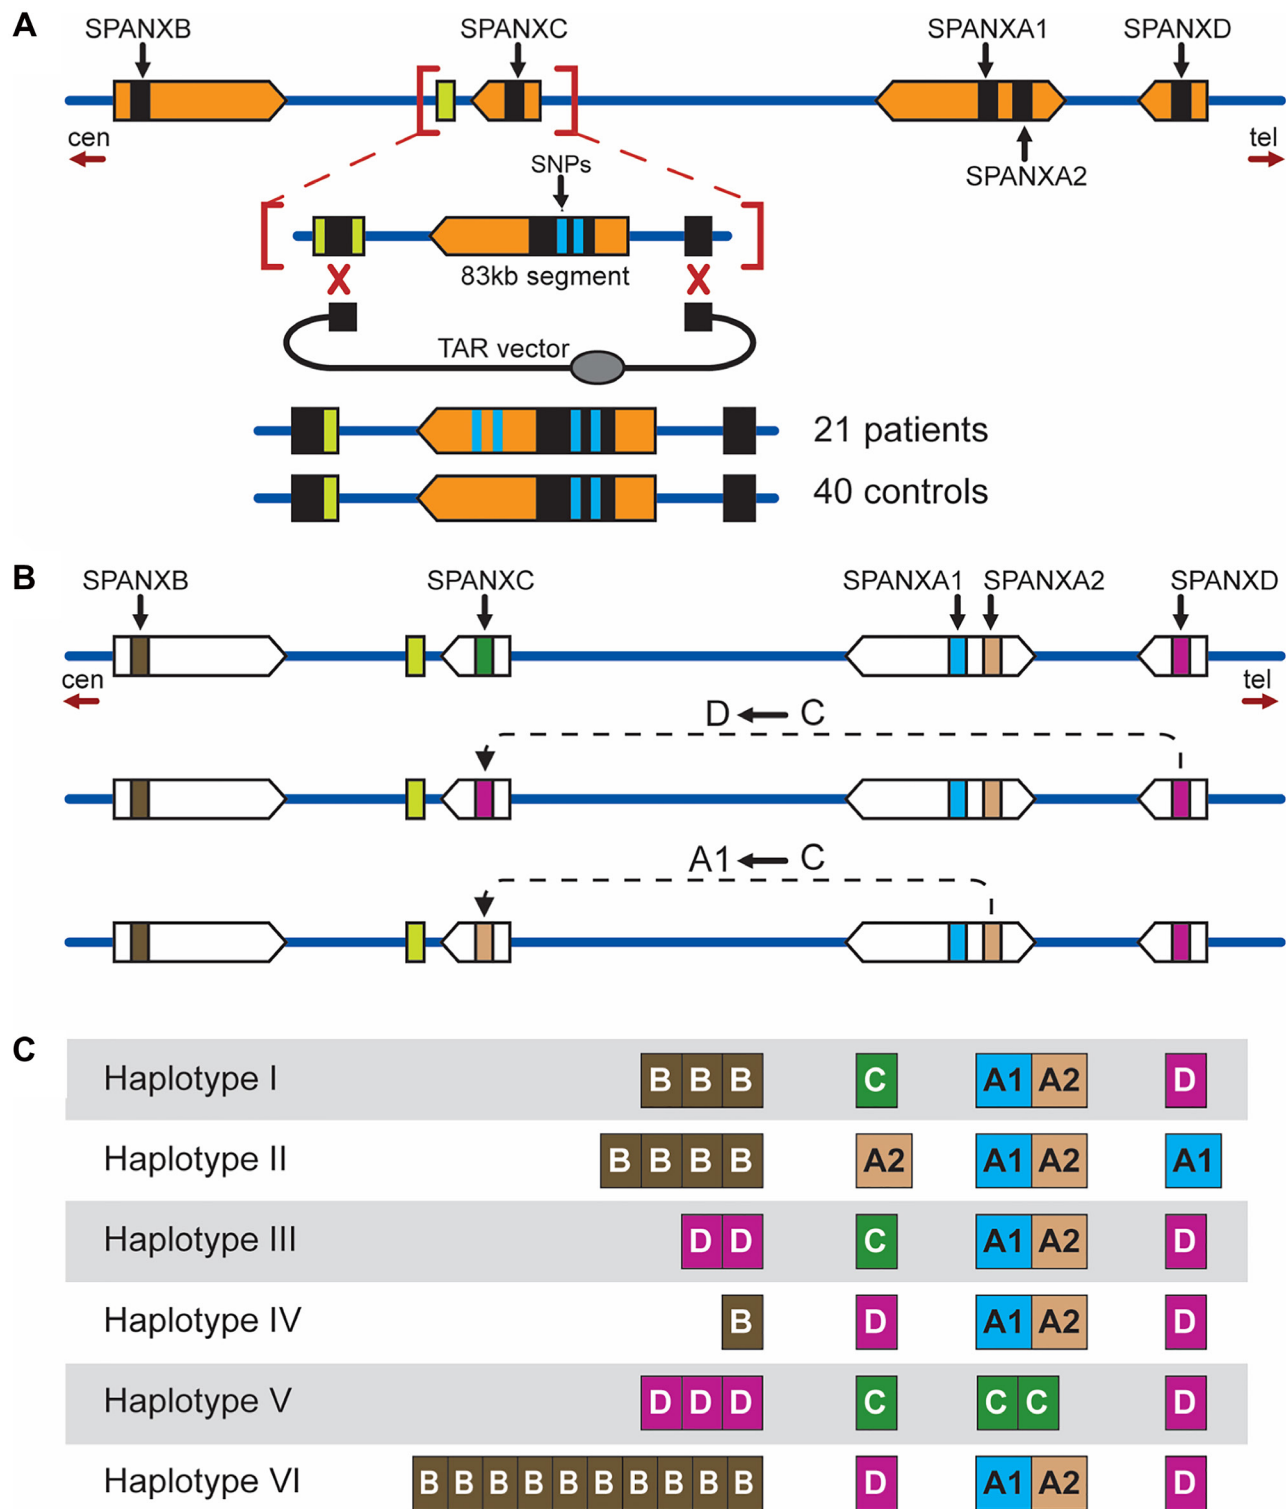 A
SPANXB SPANXC SPANXA1 SPANXD
cen tel
SPANXA2
SNPs
83kb segment
X X
TAR vector
21 patients
40 controls
B
SPANXB SPANXC SPANXA1 SPANXA2 SPANXD
cen tel
D ← C
A1 ← C
C
Haplotype I B B B C A1 A2 D
Haplotype II B B B B A2 A1 A2 A1
Haplotype III D D C A1 A2 D
Haplotype IV B D A1 A2 D
Haplotype V D D D C C C D
Haplotype VI B B B B B B B B B B D A1 A2 D